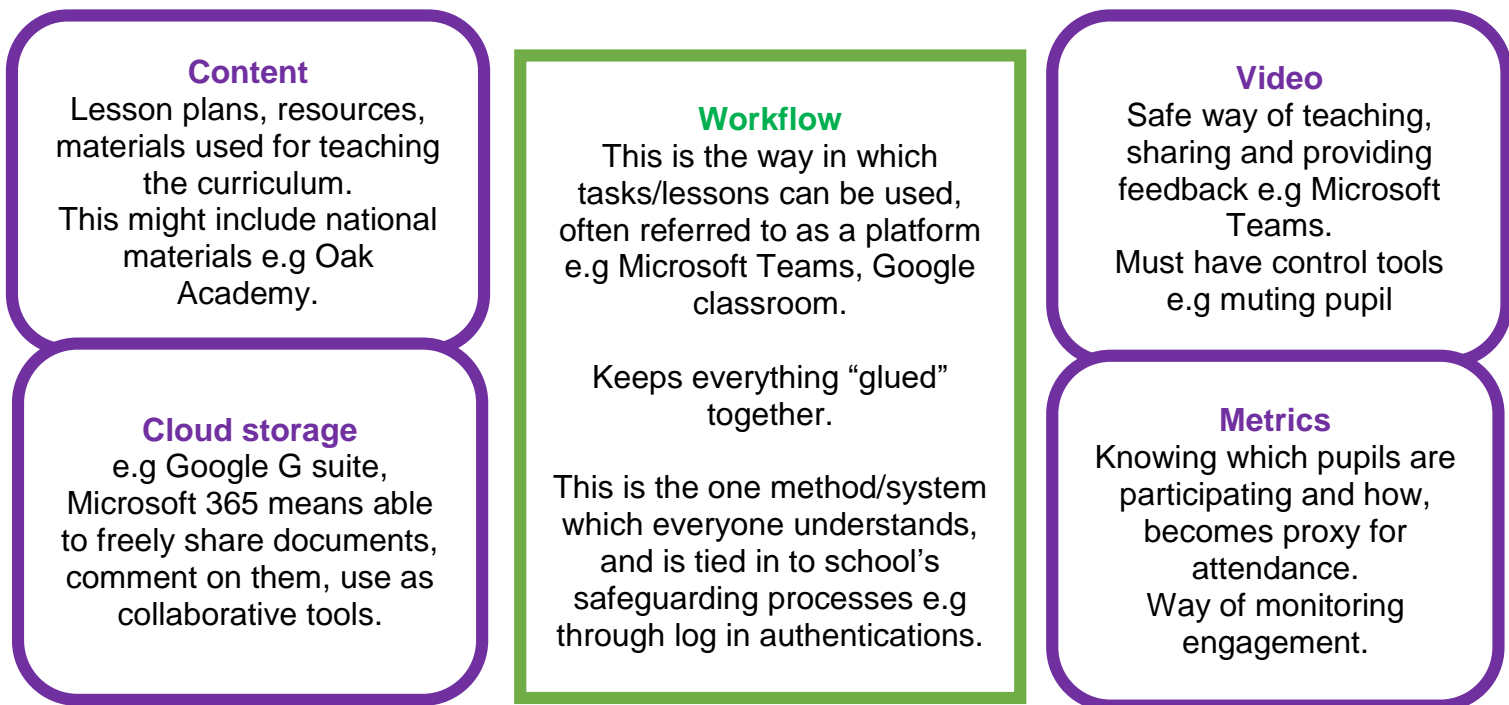 Content
Lesson plans, resources,
materials used for teaching
the curriculum.
This might include national
materials e.g Oak
Academy.
Cloud storage
e.g Google G suite,
Microsoft 365 means able
to freely share documents,
comment on them, use as
collaborative tools.
Workflow
This is the way in which
tasks/lessons can be used,
often referred to as a platform
e.g Microsoft Teams, Google
classroom.
Keeps everything “glued”
together.
This is the one method/system
which everyone understands,
and is tied in to school’s
safeguarding processes e.g
through log in authentications.
Video
Safe way of teaching,
sharing and providing
feedback e.g Microsoft
Teams.
Must have control tools
e.g muting pupil
Metrics
Knowing which pupils are
participating and how,
becomes proxy for
attendance.
Way of monitoring
engagement.